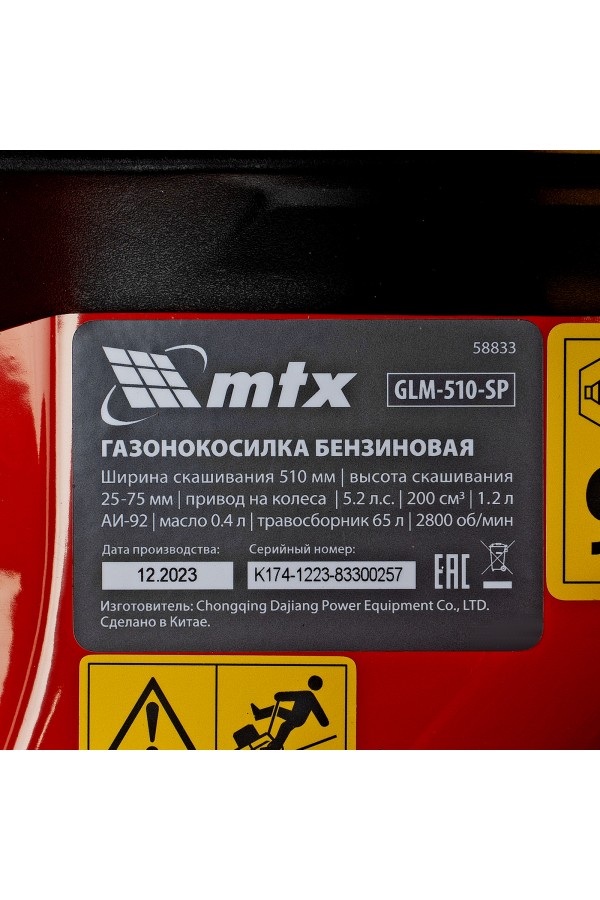 58833
mtx
GLM-510-SP
ГАЗОНОКОСИЛКА БЕНЗИНОВАЯ
Ширина скашивания 510 мм | высота скашивания
25-75 мм | привод на колеса | 5.2 л.с. | 200 см³ | 1.2 л
АИ-92 | масло 0.4 л | травосборник 65 л | 2800 об/мин
Дата производства: Серийный номер:
12.2023 K174-1223-83300257 EAC
Изготовитель: Chongqing Dajiang Power Equipment Co., LTD.
Сделано в Китае.